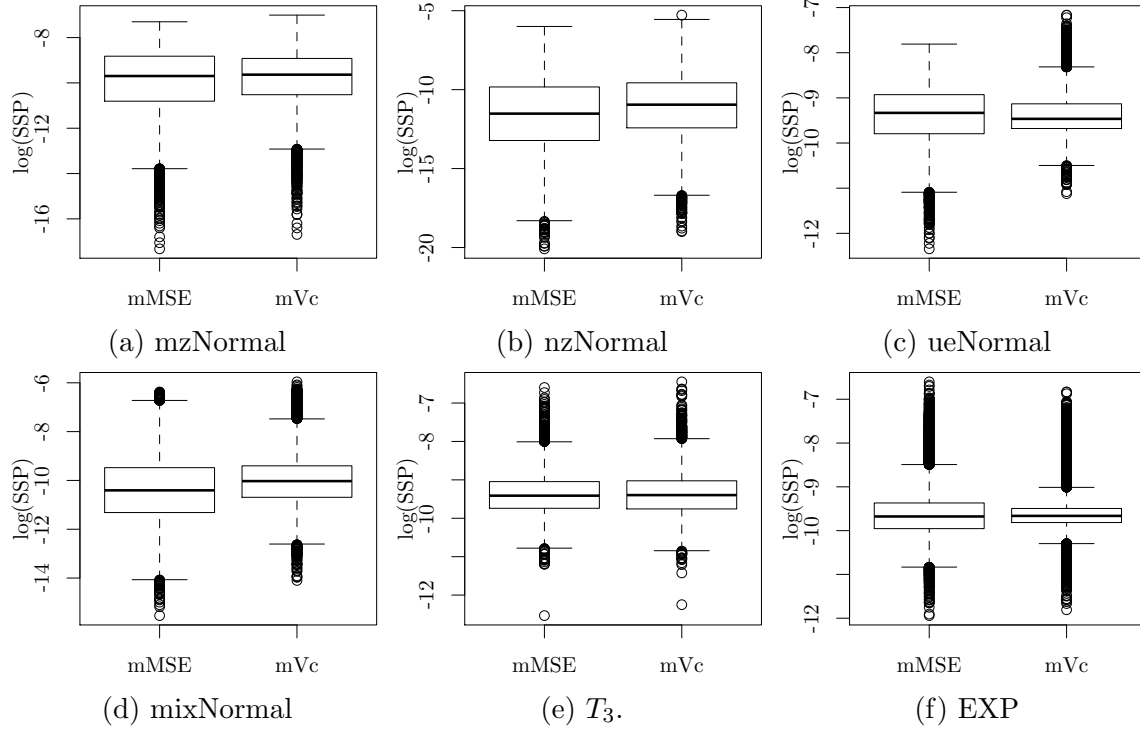 -8
-12
-16
log(SSP)
mMSE
mVc
(a) mzNormal
-5
-10
-15
-20
log(SSP)
mMSE
mVc
(b) nzNormal
-7
-8
-9
-10
-12
log(SSP)
mMSE
mVc
(c) ueNormal
-6
-8
-10
-12
-14
log(SSP)
mMSE
mVc
(d) mixNormal
-7
-8
-9
-10
-12
log(SSP)
mMSE
mVc
(e) T₃.
-7
-8
-9
-10
-12
log(SSP)
mMSE
mVc
(f) EXP